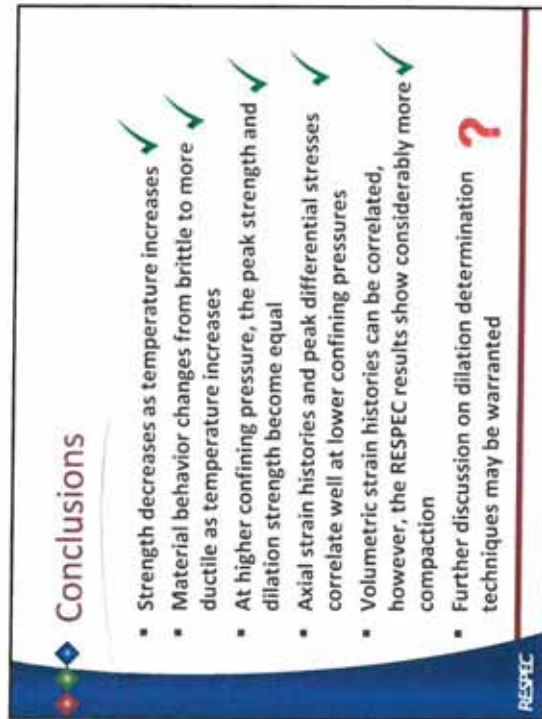 Conclusions
▪ Strength decreases as temperature increases ✓
▪ Material behavior changes from brittle to more ✓
ductile as temperature increases
▪ At higher confining pressure, the peak strength and ✓
dilation strength become equal
▪ Axial strain histories and peak differential stresses ✓
correlate well at lower confining pressures
▪ Volumetric strain histories can be correlated,
however, the RESPEC results show considerably more ✓
compaction
▪ Further discussion on dilation determination ?
techniques may be warranted
RESPEC